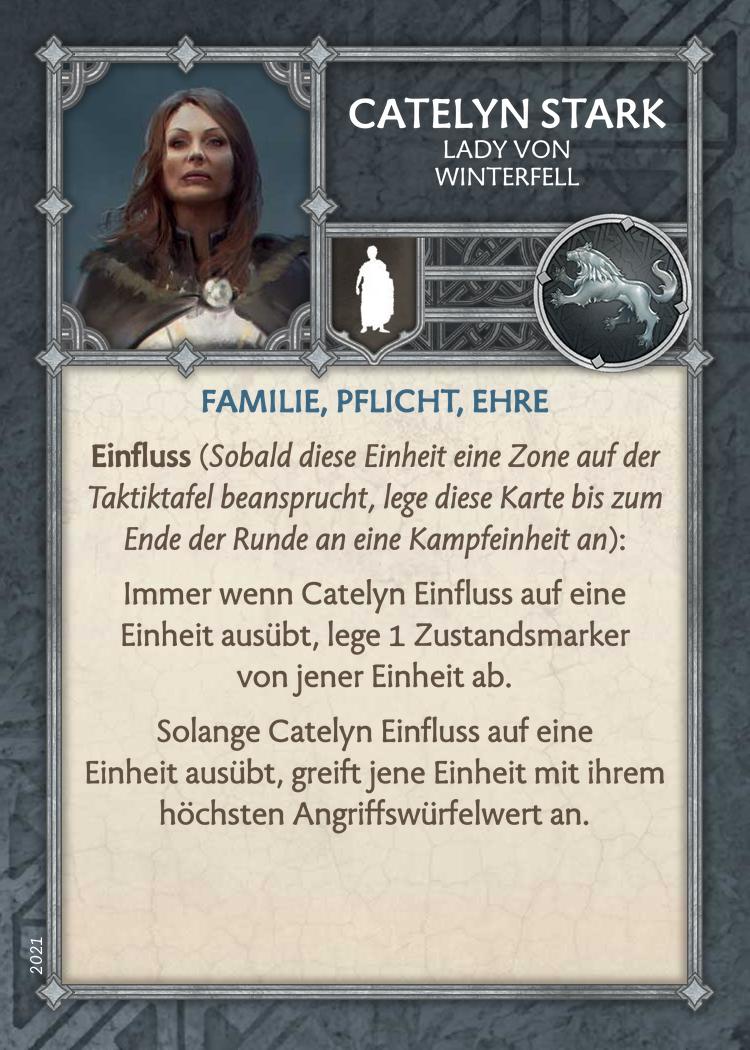 CATELYN STARK
LADY VON
WINTERFELL
FAMILIE, PFLICHT, EHRE
Einfluss (Sobald diese Einheit eine Zone auf der
Taktiktafel beansprucht, lege diese Karte bis zum
Ende der Runde an eine Kampfeinheit an):
Immer wenn Catelyn Einfluss auf eine
Einheit ausübt, lege 1 Zustandsmarker
von jener Einheit ab.
Solange Catelyn Einfluss auf eine
Einheit ausübt, greift jene Einheit mit ihrem
höchsten Angriffswürfelwert an.
2021